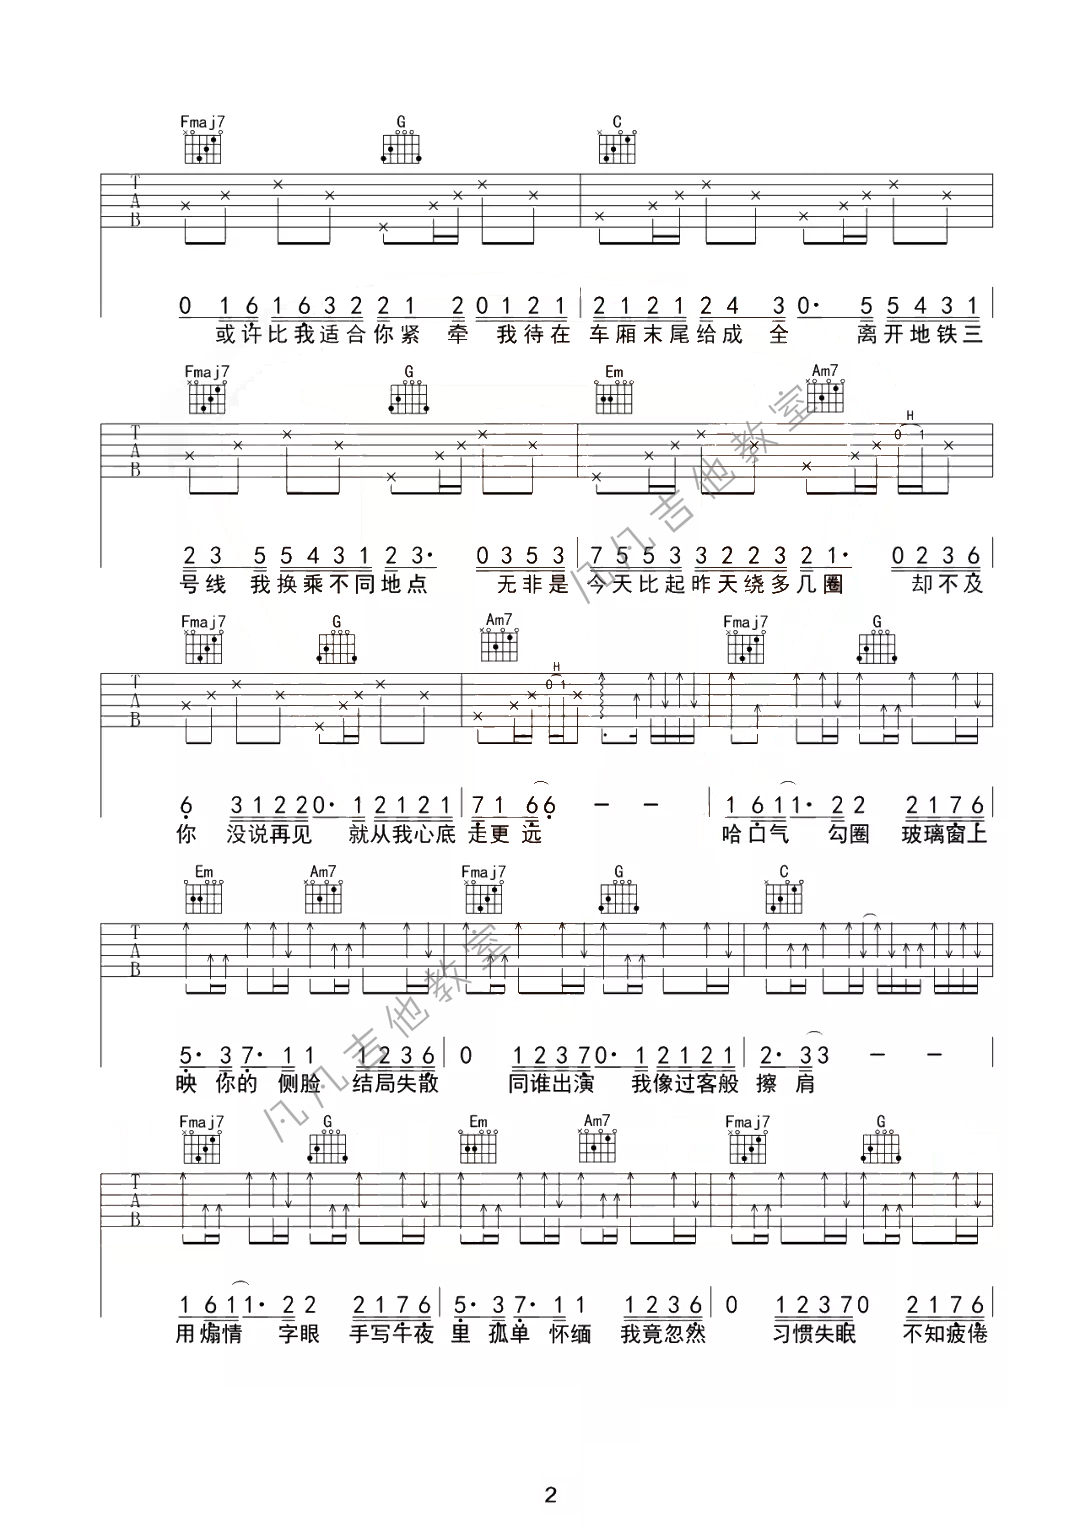 Fmaj7 G C
T
A
B
0 1 6 1 6 3 2 2 1 2 0 1 2 1 | 2 1 2 1 2 4 3 0· 5 5 4 3 1
或许比我适合你紧 牵 我待在 车厢末尾给成 全 离开地铁三
Fmaj7 G Em Am7
H
0 1
T
A
B
2 3 5 5 4 3 1 2 3· 0 3 5 3 | 7 5 5 3 3 2 2 3 2 1· 0 2 3 6
号线 我换乘不同地点 无非是 今天比起昨天绕多几圈 却不及
Fmaj7 G Am7 Fmaj7 G
H
0 1
T
A
B
6 3 1 2 2 0· 1 2 1 2 1 | 7 1 6 6 - - | 1 6 1 1· 2 2 2 1 7 6
你 没说再见 就从我心底 走更 远 哈口气 勾圈 玻璃窗上
Em Am7 Fmaj7 G C
T
A
B
5· 3 7· 1 1 1 2 3 6 | 0 1 2 3 7 0· 1 2 1 2 1 | 2· 3 3 - -
映 你的 侧脸 结局失散 同谁出演 我像过客般 擦 肩
Fmaj7 G Em Am7 Fmaj7 G
T
A
B
1 6 1 1· 2 2 2 1 7 6 | 5· 3 7· 1 1 1 2 3 6 | 0 1 2 3 7 0 2 1 7 6
用煽情 字眼 手写午夜 里 孤单 怀缅 我竟忽然 习惯失眠 不知疲倦
凡凡吉他教室
凡凡吉他教室
2